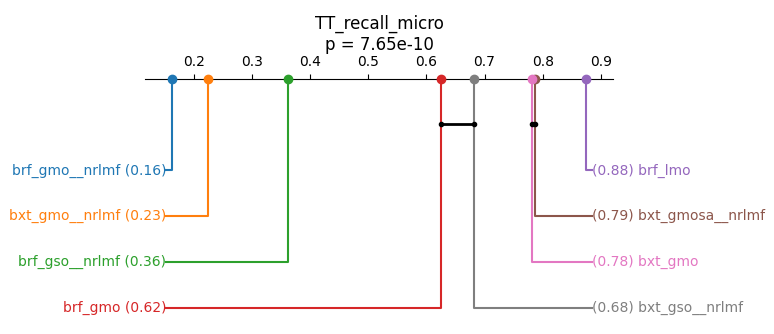 TT_recall_micro
p = 7.65e-10
0.2 0.3 0.4 0.5 0.6 0.7 0.8 0.9
brf_gmo__nrlmf (0.16) (0.88) brf_lmo
bxt_gmo__nrlmf (0.23) (0.79) bxt_gmosa__nrlmf
brf_gso__nrlmf (0.36) (0.78) bxt_gmo
brf_gmo (0.62) (0.68) bxt_gso__nrlmf